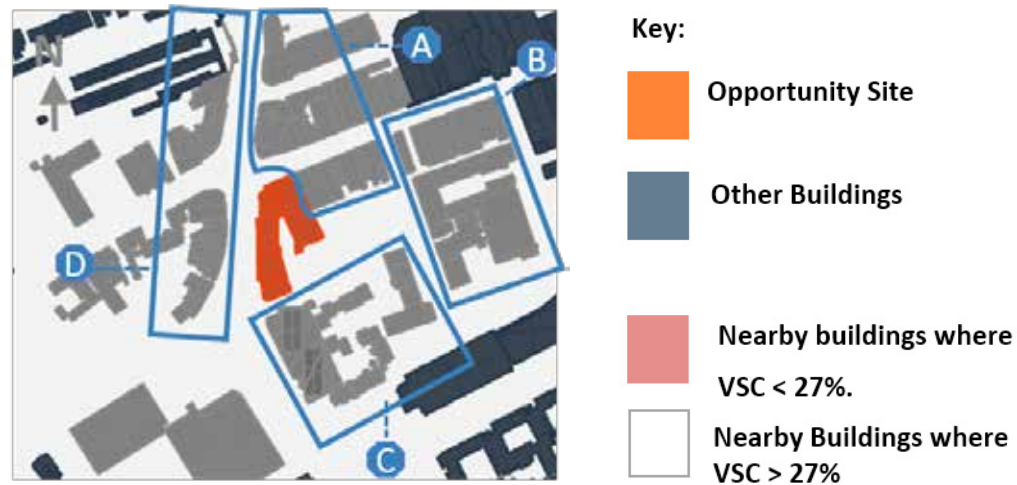 N
A
B
D
C
Key:
Opportunity Site
Other Buildings
Nearby buildings where
VSC < 27%.
Nearby Buildings where
VSC > 27%